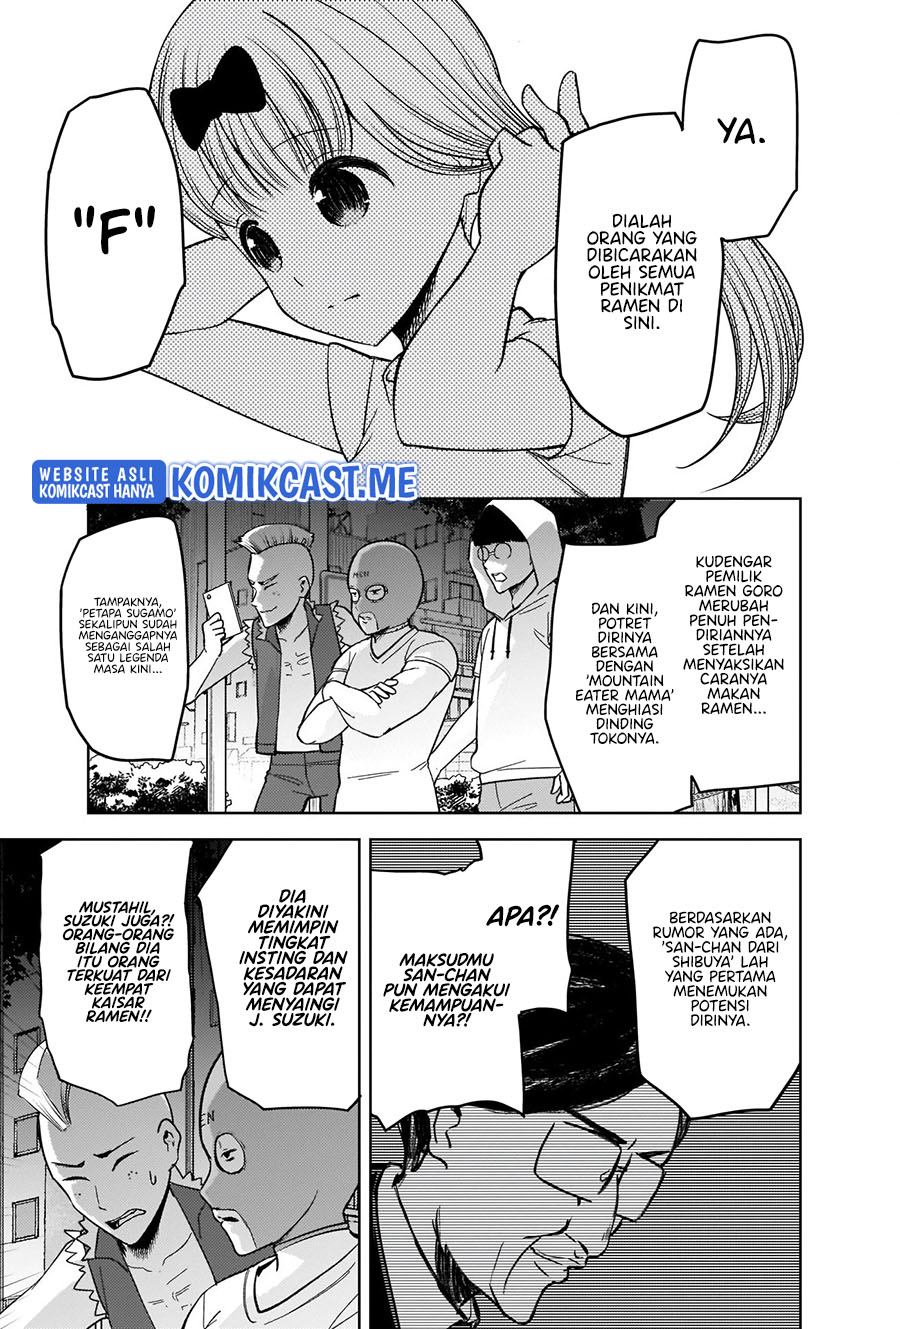 YA.
DIALAH
ORANG YANG
DIBICARAKAN
OLEH SEMUA
PENIKMAT
RAMEN DI
SINI.
"F"
WEBSITE ASLI
KOMIKCAST HANYA
KOMIKCAST.ME
KUDENGAR
PEMILIK
RAMEN GORO
MERUBAH
PENUH PEN-
DIRIANNYA
SETELAH
MENYAKSIKAN
CARANYA
MAKAN
RAMEN...
DAN KINI,
POTRET
DIRINYA
BERSAMA
DENGAN
'MOUNTAIN
EATER MAMA'
MENGHIASI
DINDING
TOKONYA.
MEN
TAMPAKNYA,
'PETAPA SUGAMO'
SEKALIPUN SUDAH
MENGANGGAPNYA
SEBAGAI SALAH
SATU LEGENDA
MASA KINI...
BERDASARKAN
RUMOR YANG ADA,
'SAN-CHAN DARI
SHIBUYA' LAH
YANG PERTAMA
MENEMUKAN
POTENSI
DIRINYA.
APA?!
MAKSUDMU
SAN-CHAN
PUN MENGAKUI
KEMAMPUAN-
NYA?!
DIA
DIYAKINI
MEMIMPIN
TINGKAT
INSTING DAN
KESADARAN
YANG DAPAT
MENYAINGI
J. SUZUKI.
MUSTAHIL,
SUZUKI JUGA?!
ORANG-ORANG
BILANG DIA
ITU ORANG
TERKUAT DARI
KEEMPAT
KAISAR
RAMEN!!
EN